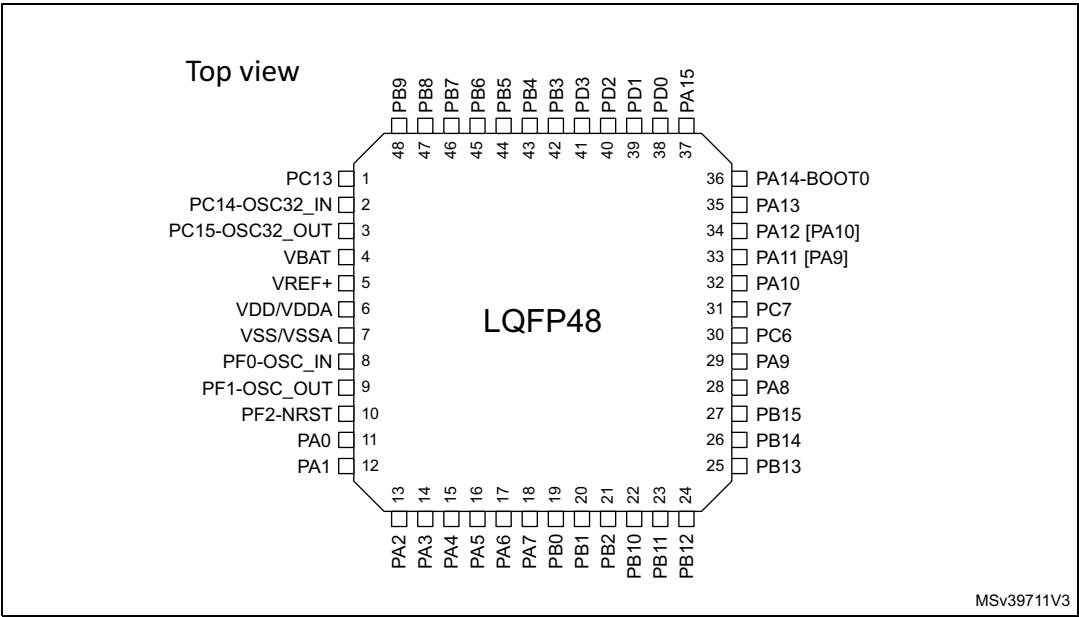 Top view
PB9 PB8 PB7 PB6 PB5 PB4 PB3 PD3 PD2 PD1 PD0 PA15
48 47 46 45 44 43 42 41 40 39 38 37
PC13 1 36 PA14-BOOT0
PC14-OSC32_IN 2 35 PA13
PC15-OSC32_OUT 3 34 PA12 [PA10]
VBAT 4 33 PA11 [PA9]
VREF+ 5 32 PA10
VDD/VDDA 6 31 PC7
LQFP48
VSS/VSSA 7 30 PC6
PF0-OSC_IN 8 29 PA9
PF1-OSC_OUT 9 28 PA8
PF2-NRST 10 27 PB15
PA0 11 26 PB14
PA1 12 25 PB13
13 14 15 16 17 18 19 20 21 22 23 24
PA2 PA3 PA4 PA5 PA6 PA7 PB0 PB1 PB2 PB10 PB11 PB12
MSv39711V3